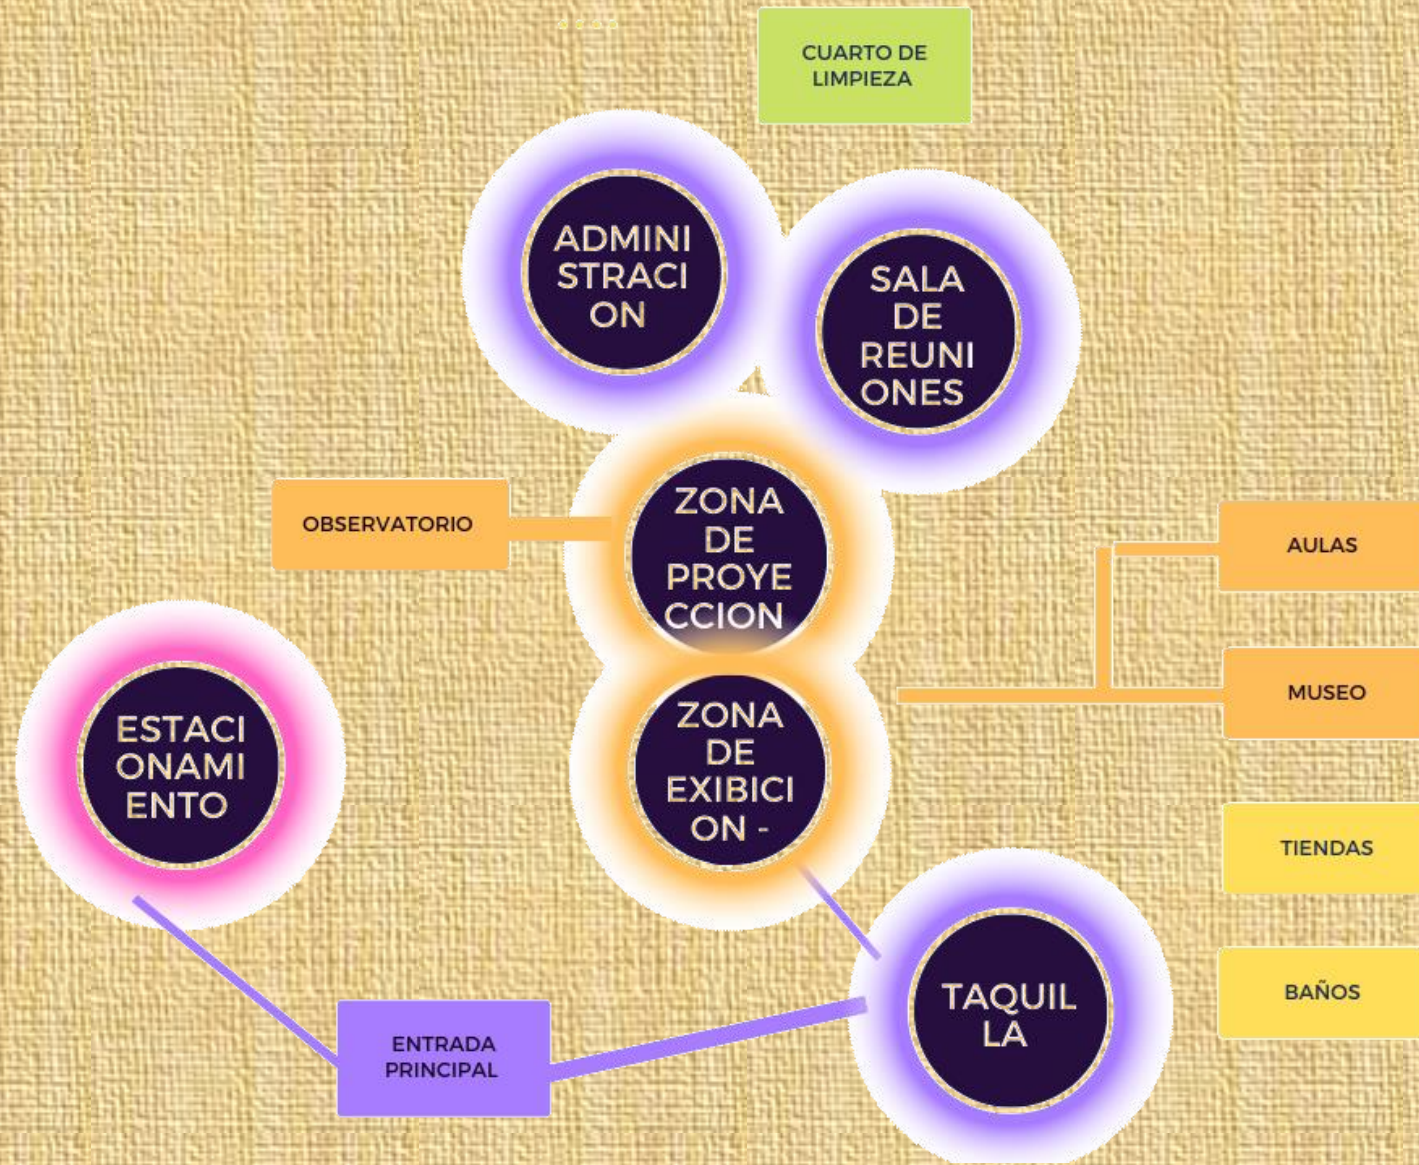 CUARTO DE
LIMPIEZA
ADMINI
STRACI
ON
SALA
DE
REUNI
ONES
OBSERVATORIO
ZONA
DE
PROYE
CCION
AULAS
MUSEO
ESTACI
ONAMI
ENTO
ZONA
DE
EXIBICI
ON -
TIENDAS
BAÑOS
TAQUIL
LA
ENTRADA
PRINCIPAL